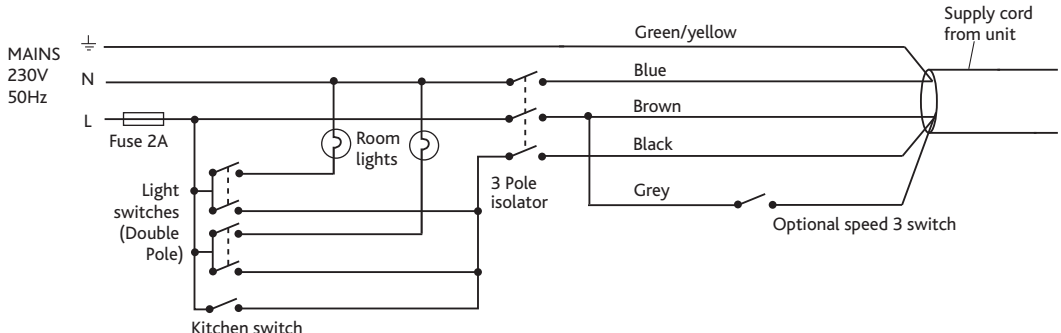 Supply cord
from unit
MAINS
230V
50Hz
Green/yellow
N
Blue
L
Fuse 2A
Brown
Room
lights
Black
3 Pole
isolator
Light
switches
(Double
Pole)
Grey
Optional speed 3 switch
Kitchen switch